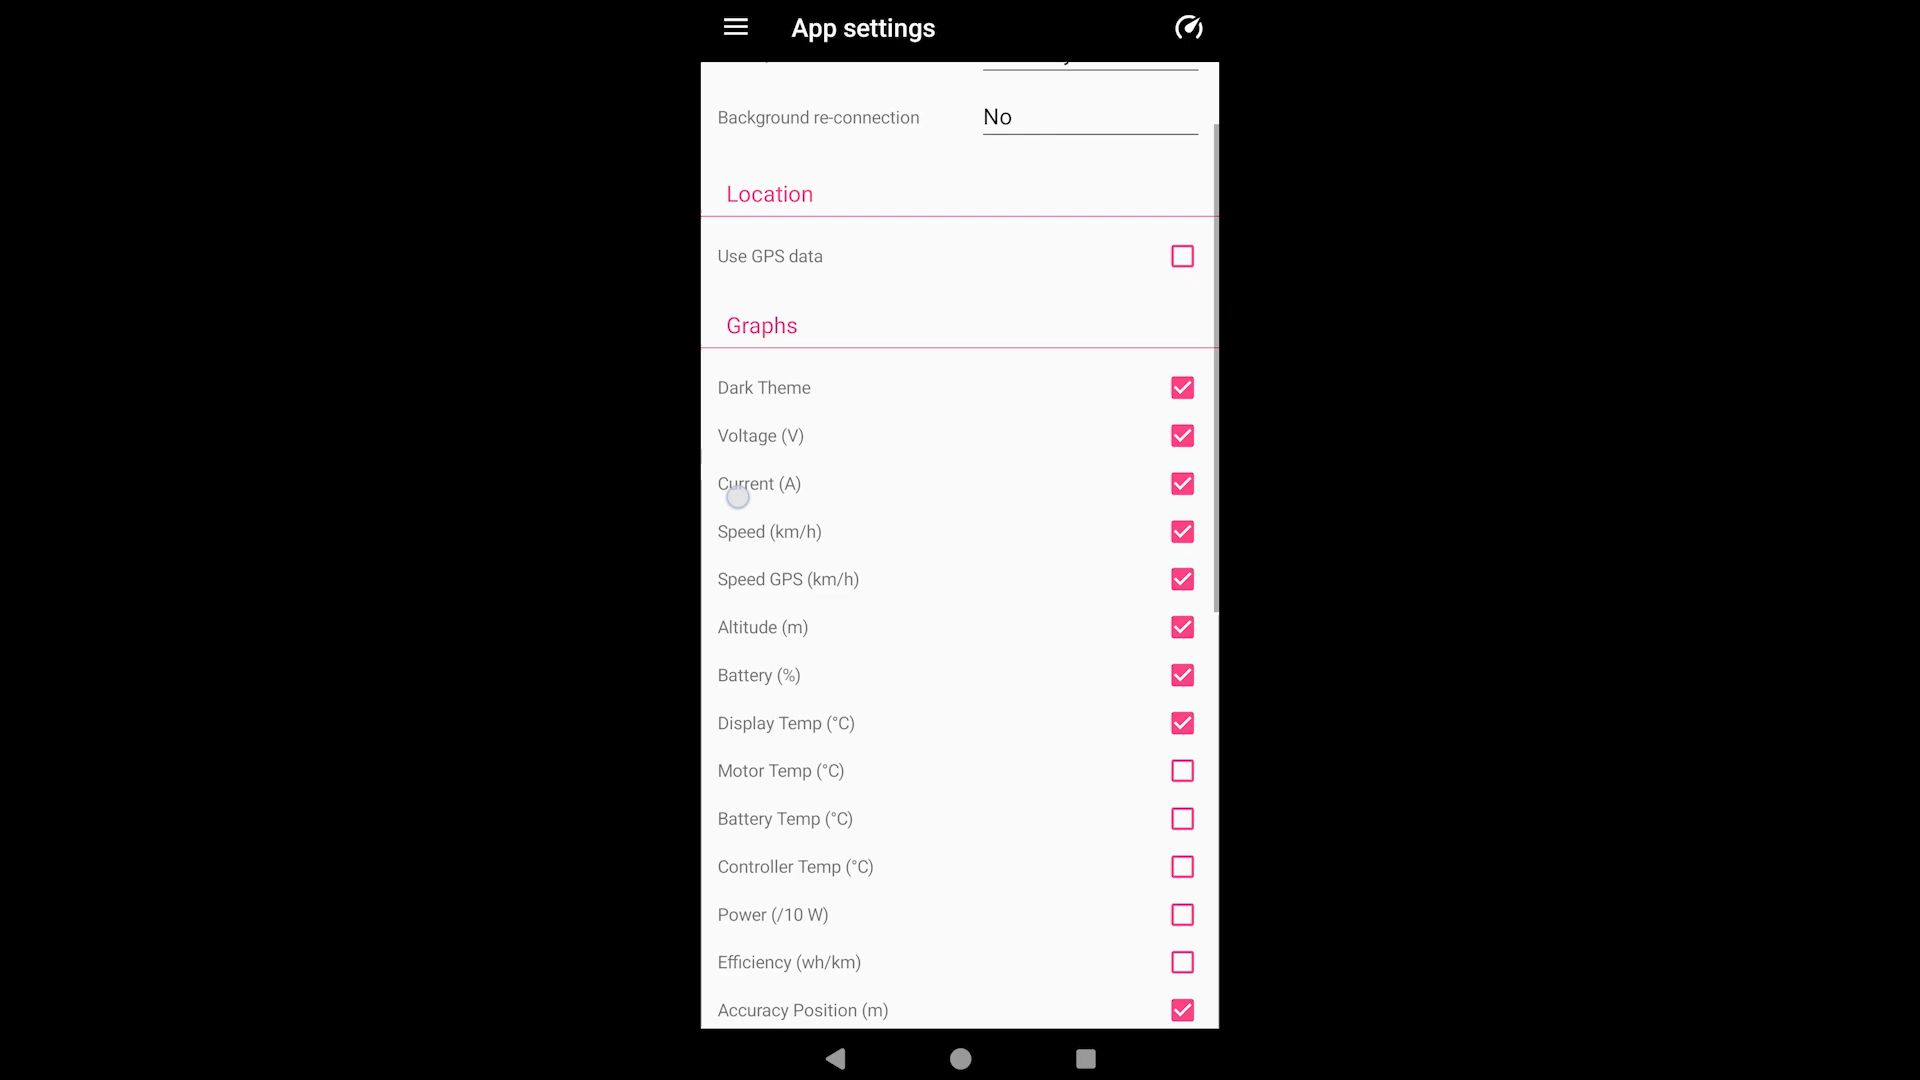 App settings
Background re-connection
No
Location
Use GPS data
Graphs
Dark Theme
Voltage (V)
Current (A)
Speed (km/h)
Speed GPS (km/h)
Altitude (m)
Battery (%)
Display Temp (°C)
Motor Temp (°C)
Battery Temp (°C)
Controller Temp (°C)
Power (/10 W)
Efficiency (wh/km)
Accuracy Position (m)